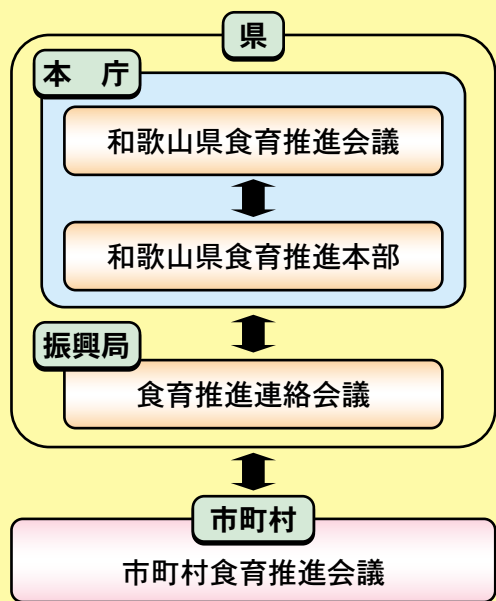 県
本　庁
和歌山県食育推進会議
和歌山県食育推進本部
振興局
食育推進連絡会議
市町村
市町村食育推進会議